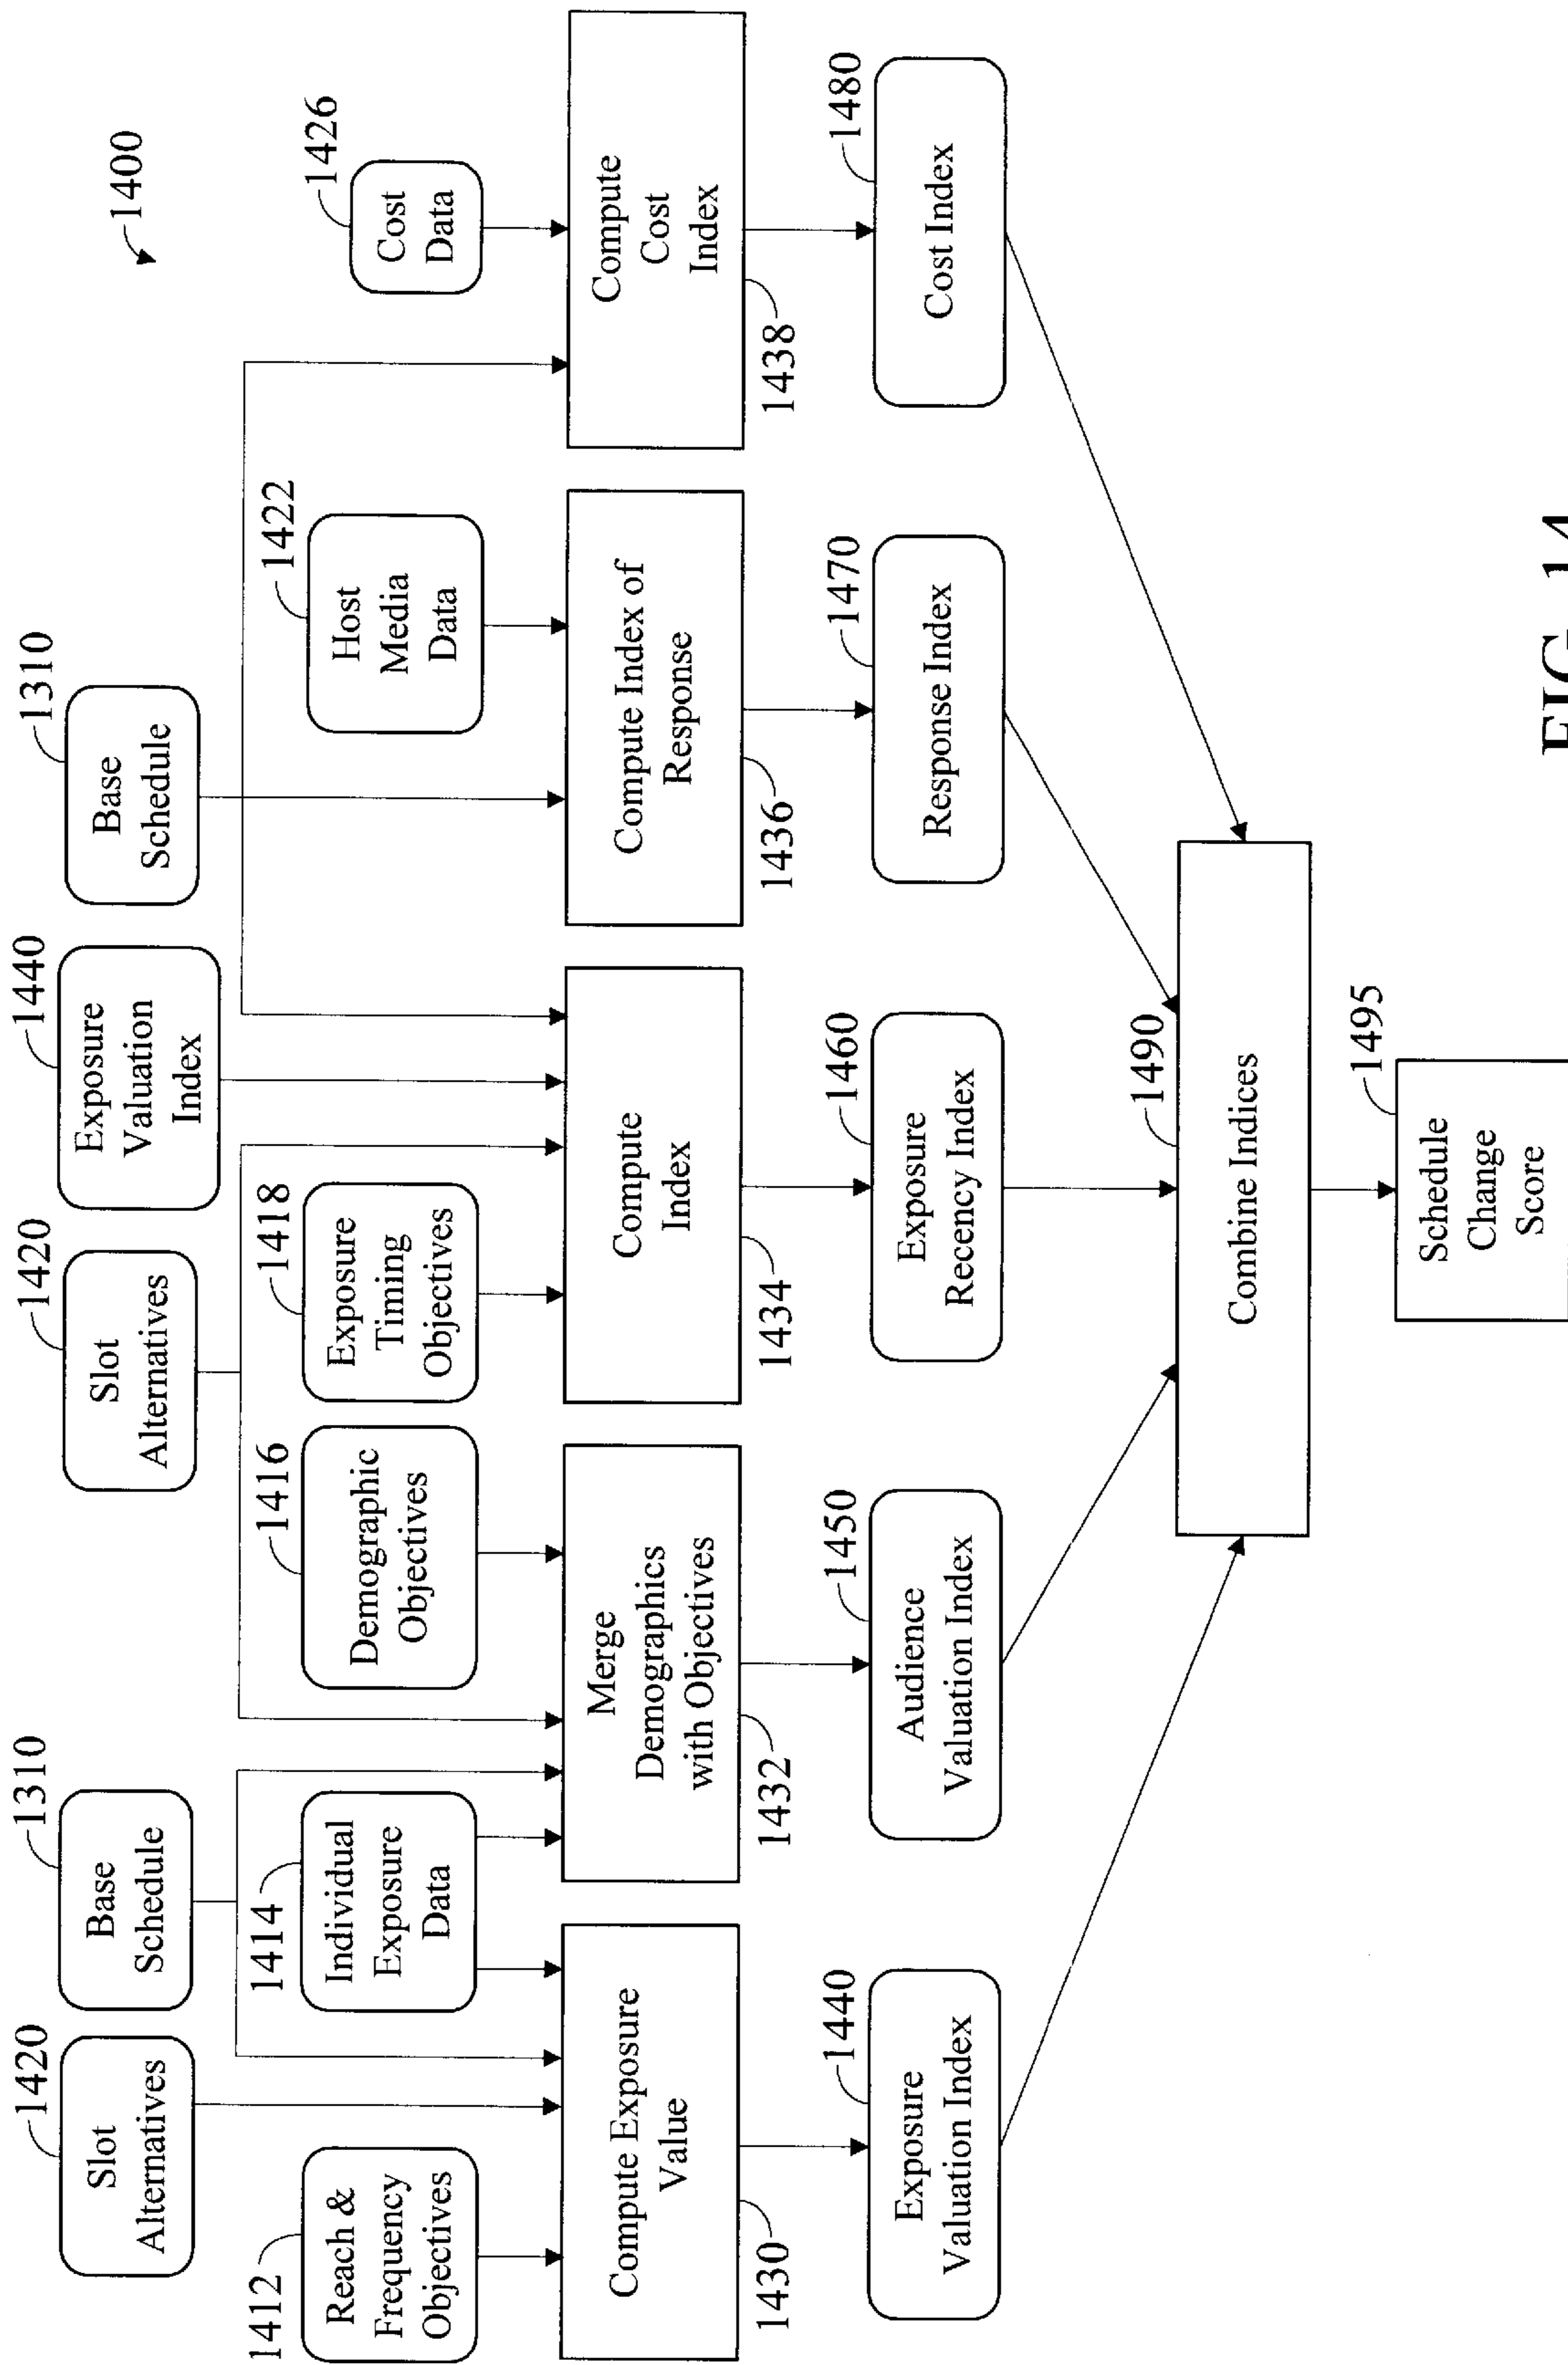 1400
1420
Slot
Alternatives
1310
Base
Schedule
1420
Slot
Alternatives
1440
Exposure
Valuation
Index
1310
Base
Schedule
1412
Reach &
Frequency
Objectives
1414
Individual
Exposure
Data
1416
Demographic
Objectives
1418
Exposure
Timing
Objectives
1422
Host
Media
Data
1426
Cost
Data
Compute Exposure
Value
1430
Merge
Demographics
with Objectives
1432
Compute
Index
1434
Compute Index of
Response
1436
Compute
Cost
Index
1438
1440
Exposure
Valuation Index
1450
Audience
Valuation Index
1460
Exposure
Recency Index
1470
Response Index
1480
Cost Index
1490
Combine Indices
1495
Schedule
Change
Score
FIG. 14